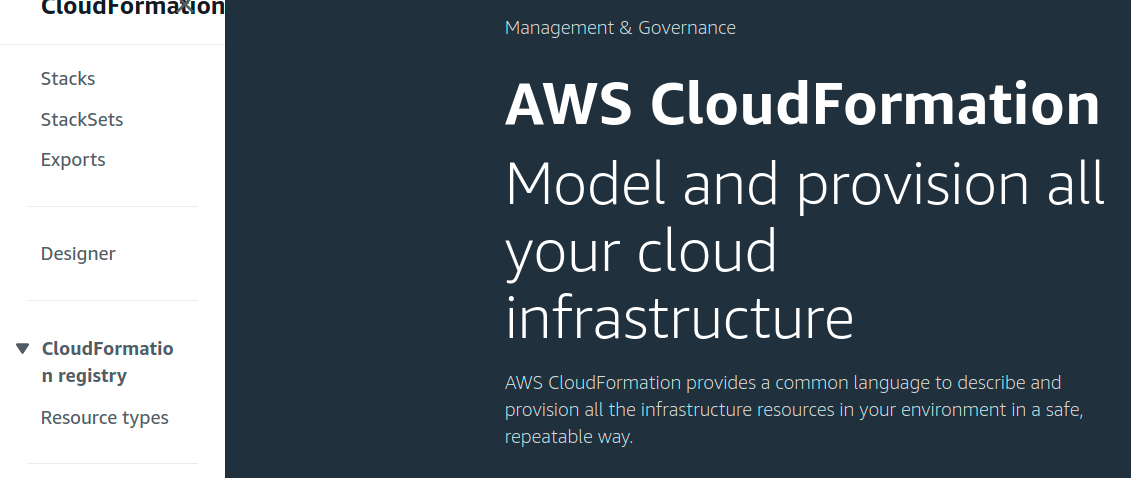 CloudFormation
Stacks
StackSets
Exports
Designer
CloudFormatio
n registry
Resource types
Management & Governance
AWS CloudFormation
Model and provision all
your cloud
infrastructure
AWS CloudFormation provides a common language to describe and
provision all the infrastructure resources in your environment in a safe,
repeatable way.